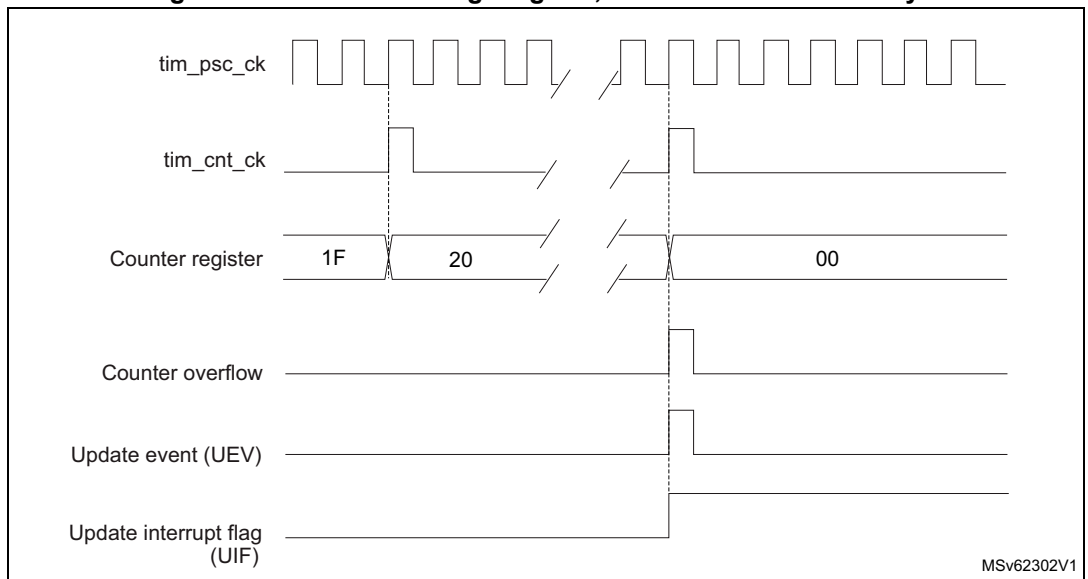 tim_psc_ck
tim_cnt_ck
Counter register
1F
20
00
Counter overflow
Update event (UEV)
Update interrupt flag
(UIF)
MSv62302V1